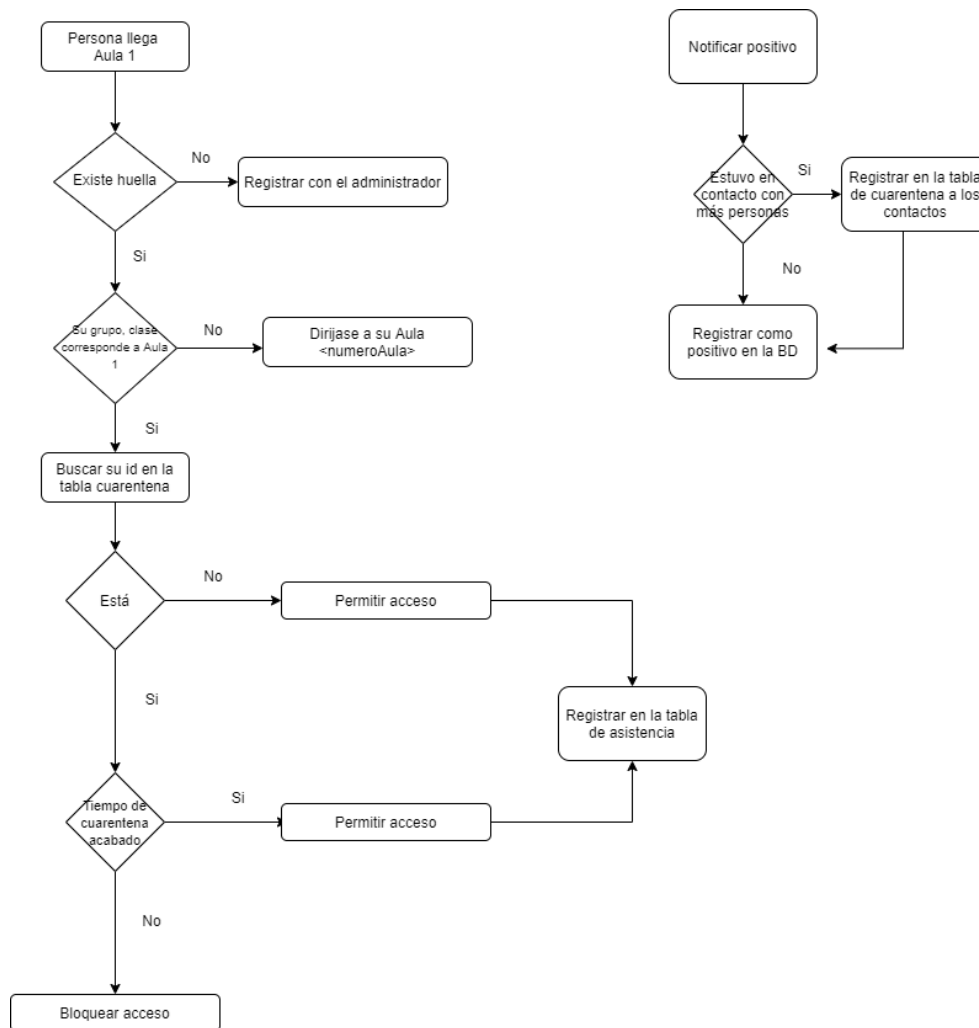 Persona llega
Aula 1
Existe huella
No
Registrar con el administrador
Si
Su grupo, clase
corresponde a Aula
1
No
Dirijase a su Aula
<numeroAula>
Si
Buscar su id en la
tabla cuarentena
Está
No
Permitir acceso
Si
Registrar en la tabla
de asistencia
Tiempo de
cuarentena
acabado
Si
Permitir acceso
No
Bloquear acceso
Notificar positivo
Estuvo en
contacto con
más personas
Si
Registrar en la tabla
de cuarentena a los
contactos
No
Registrar como
positivo en la BD